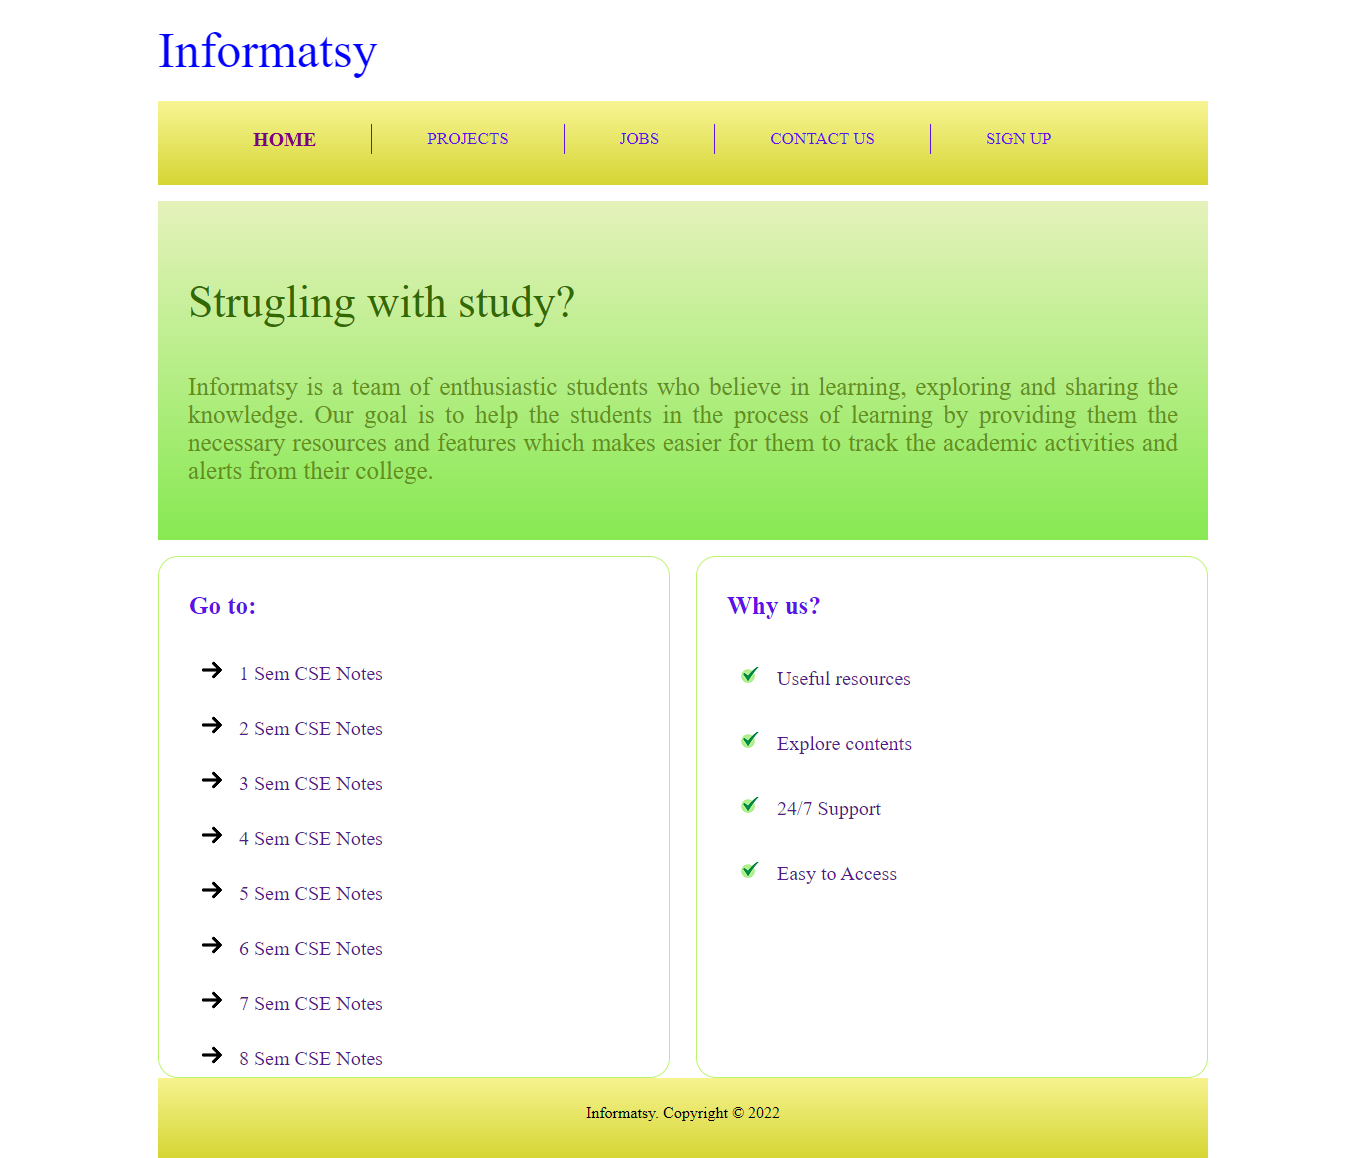 Informatsy
HOME PROJECTS JOBS CONTACT US SIGN UP
Strugling with study?
Informatsy is a team of enthusiastic students who believe in learning, exploring and sharing the
knowledge. Our goal is to help the students in the process of learning by providing them the
necessary resources and features which makes easier for them to track the academic activities and
alerts from their college.
Go to:
1 Sem CSE Notes
2 Sem CSE Notes
3 Sem CSE Notes
4 Sem CSE Notes
5 Sem CSE Notes
6 Sem CSE Notes
7 Sem CSE Notes
8 Sem CSE Notes
Why us?
Useful resources
Explore contents
24/7 Support
Easy to Access
Informatsy. Copyright © 2022